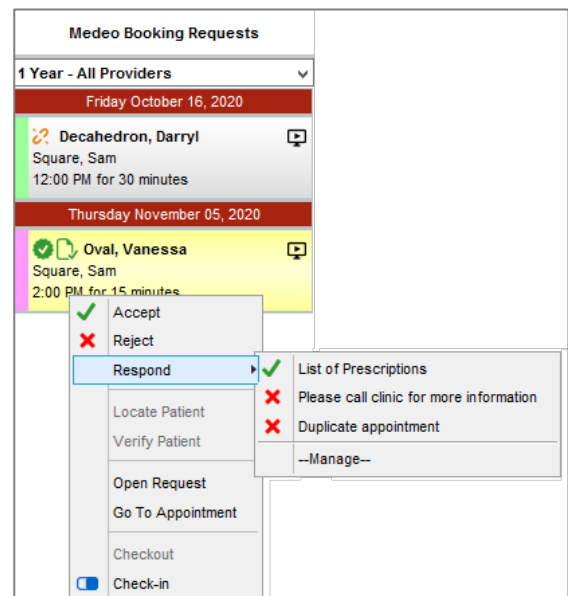 Medeo Booking Requests
1 Year - All Providers
Friday October 16, 2020
Decahedron, Darryl
Square, Sam
12:00 PM for 30 minutes
Thursday November 05, 2020
Oval, Vanessa
Square, Sam
2:00 PM for 15 minutes
Accept
Reject
Respond
List of Prescriptions
Please call clinic for more information
Duplicate appointment
--Manage--
Locate Patient
Verify Patient
Open Request
Go To Appointment
Checkout
Check-in